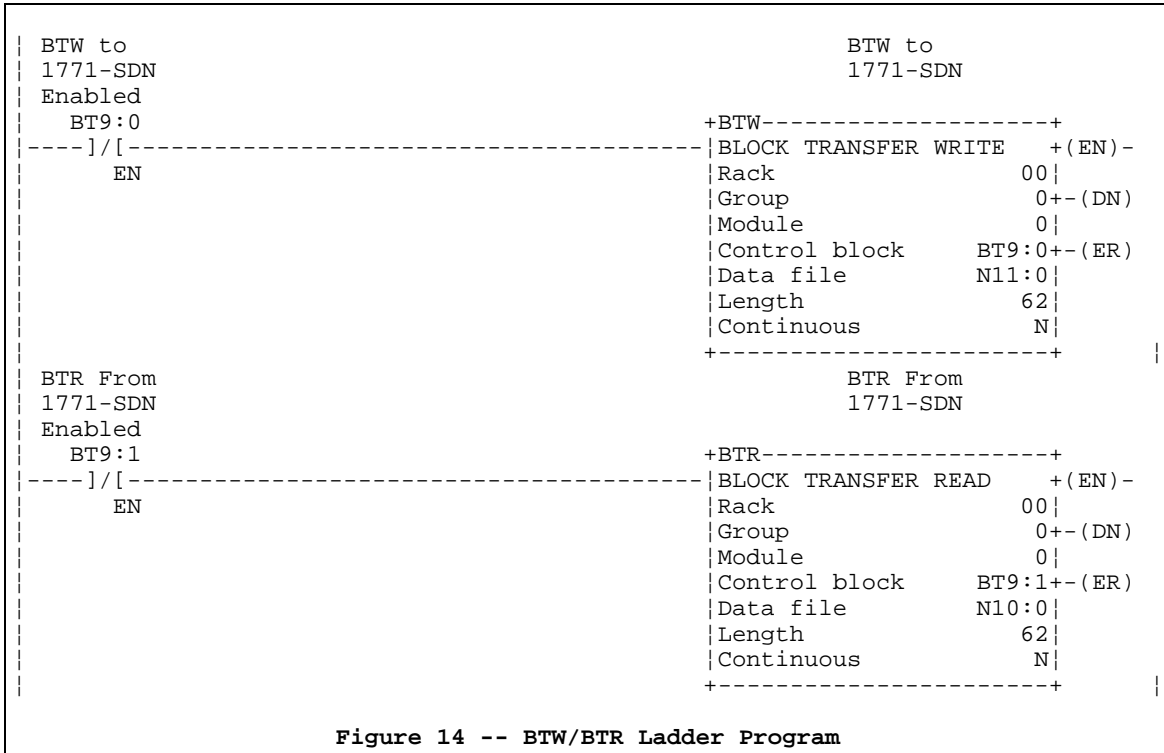 ¦ BTW to                                                 BTW to
¦ 1771-SDN                                               1771-SDN
¦ Enabled
¦   BT9:0                                       +BTW--------------------+
¦----]/[----------------------------------------¦BLOCK TRANSFER WRITE   +(EN)-
¦      EN                                       ¦Rack                 00¦
¦                                               ¦Group                 0+-(DN)
¦                                               ¦Module                0¦
¦                                               ¦Control block     BT9:0+-(ER)
¦                                               ¦Data file         N11:0¦
¦                                               ¦Length               62¦
¦                                               ¦Continuous            N¦
¦                                               +-----------------------+      ¦
¦ BTR From                                               BTR From
¦ 1771-SDN                                               1771-SDN
¦ Enabled
¦   BT9:1                                       +BTR--------------------+
¦----]/[----------------------------------------¦BLOCK TRANSFER READ    +(EN)-
¦      EN                                       ¦Rack                 00¦
¦                                               ¦Group                 0+-(DN)
¦                                               ¦Module                0¦
¦                                               ¦Control block     BT9:1+-(ER)
¦                                               ¦Data file         N10:0¦
¦                                               ¦Length               62¦
¦                                               ¦Continuous            N¦
¦                                               +-----------------------+      ¦
Figure 14 -- BTW/BTR Ladder Program